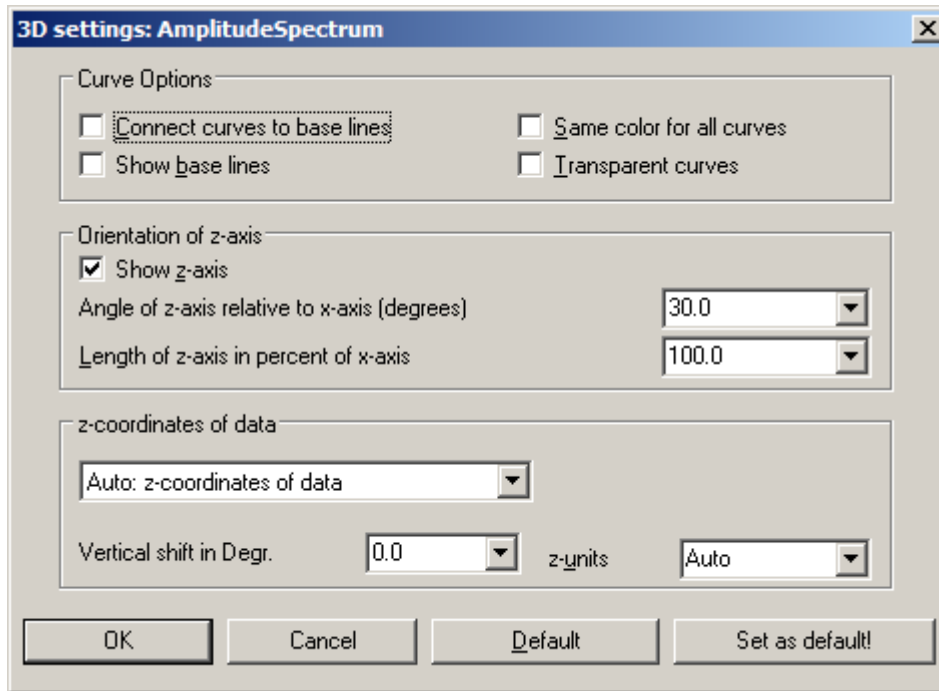 3D settings: AmplitudeSpectrum
Curve Options
Connect curves to base lines
Same color for all curves
Show base lines
Transparent curves
Orientation of z-axis
Show z-axis
Angle of z-axis relative to x-axis (degrees)
30.0
Length of z-axis in percent of x-axis
100.0
z-coordinates of data
Auto: z-coordinates of data
Vertical shift in Degr.
0.0
z-units
Auto
OK
Cancel
Default
Set as default!